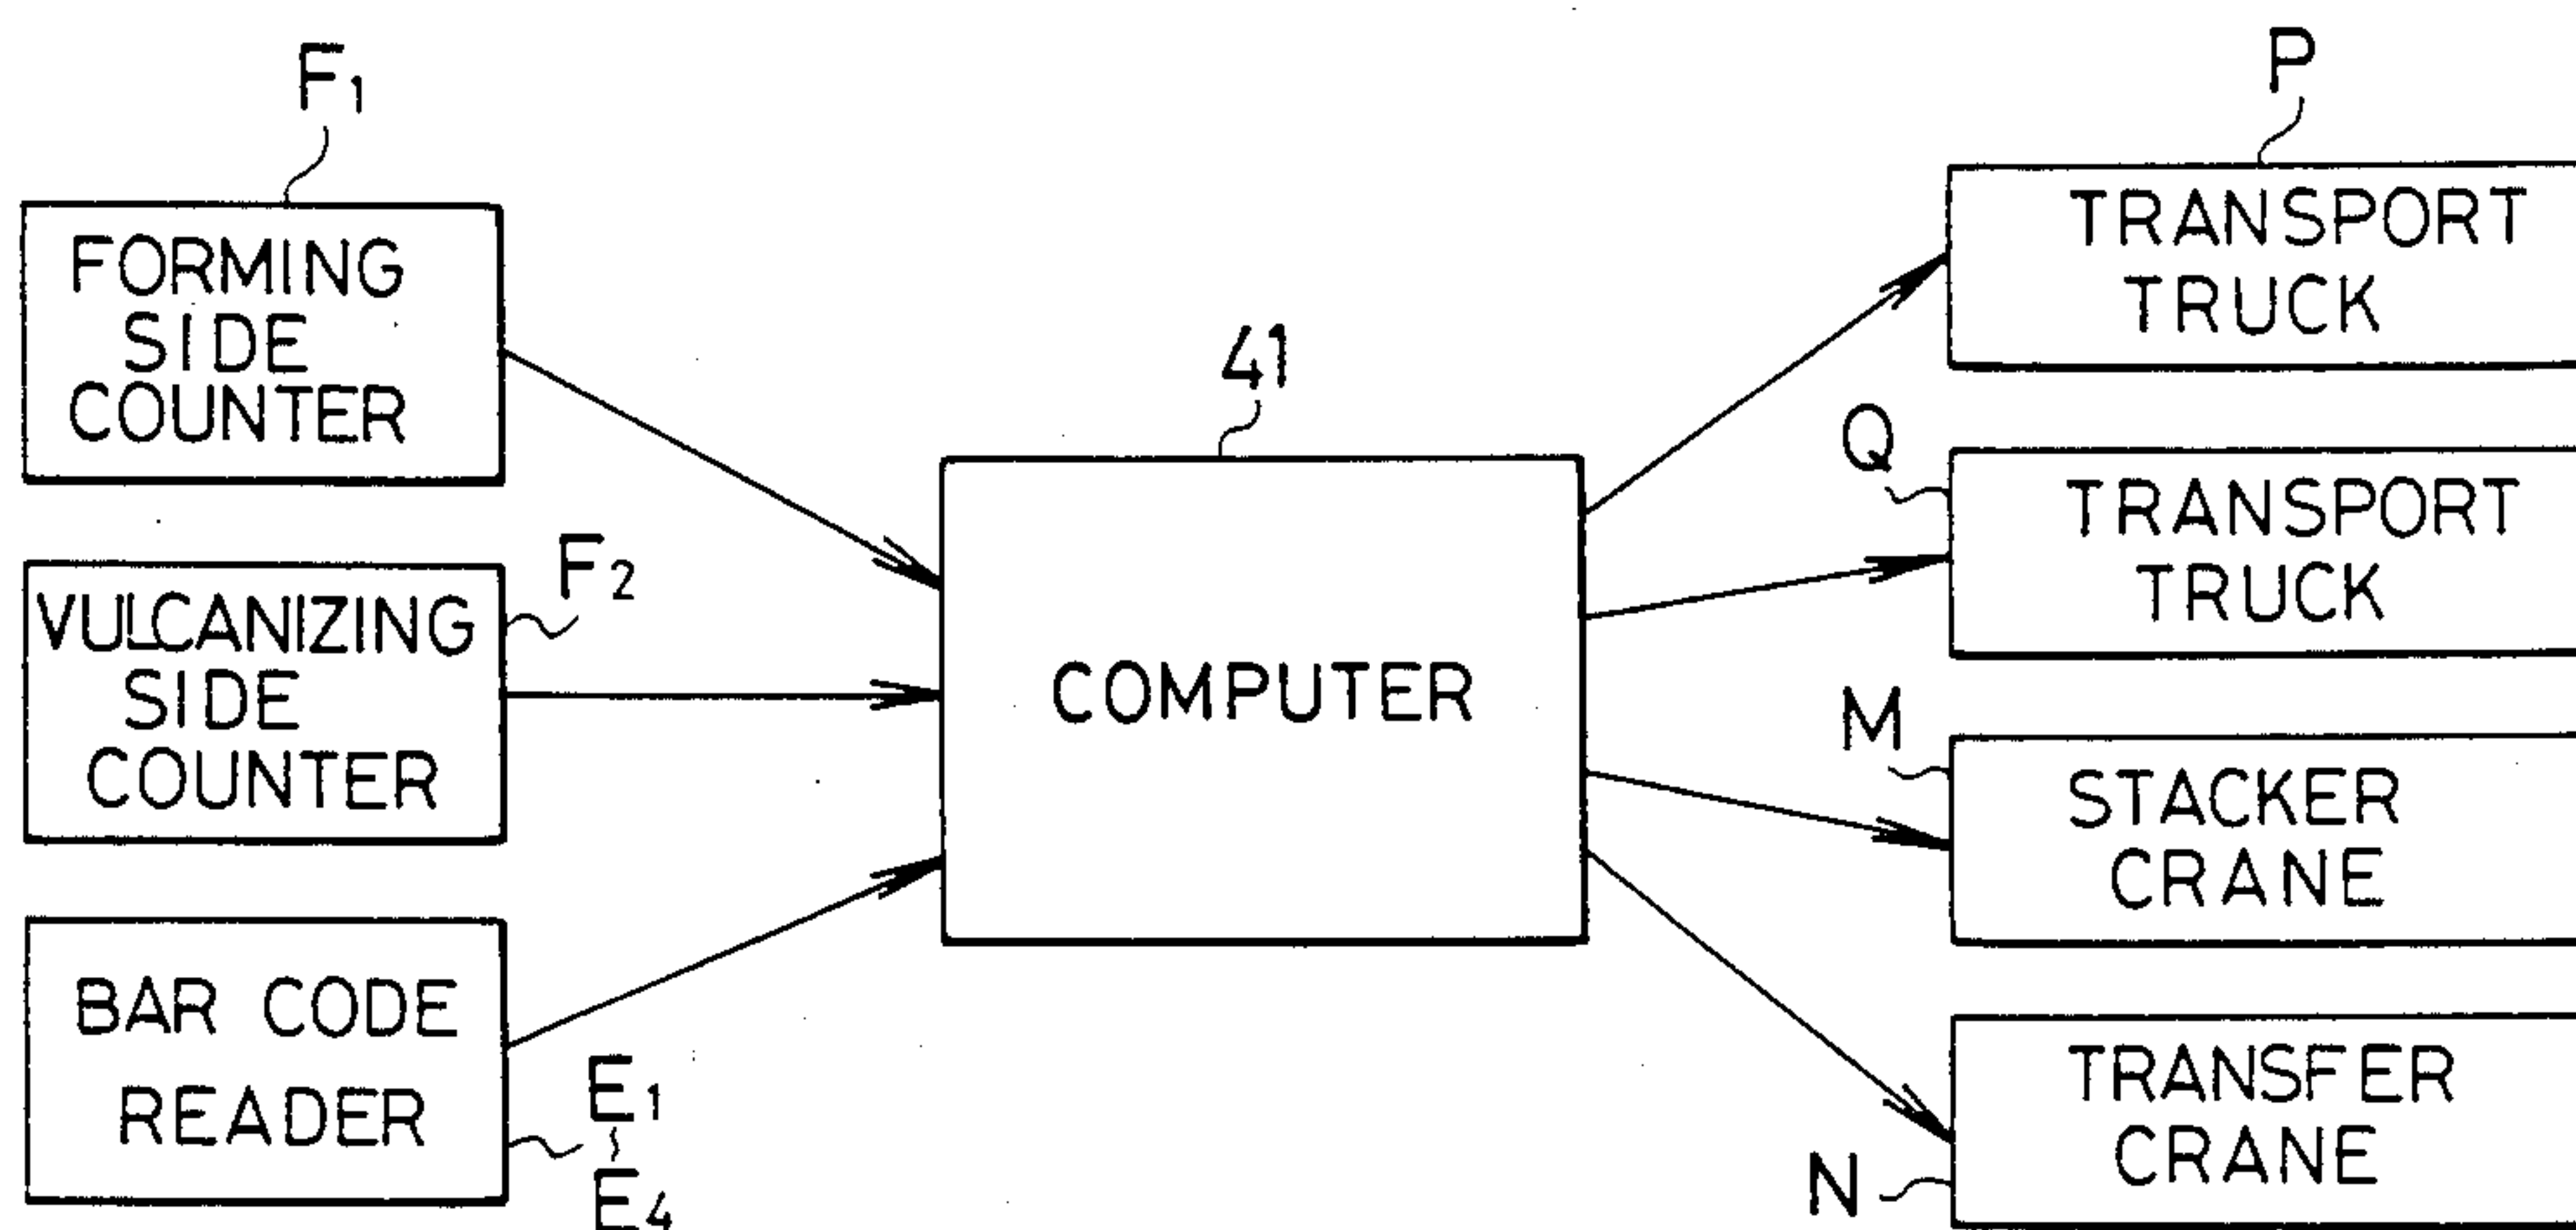 F1
FORMING
SIDE
COUNTER
F2
VULCANIZING
SIDE
COUNTER
BAR CODE
READER
E1
~
E4
41
COMPUTER
P
TRANSPORT
TRUCK
Q
TRANSPORT
TRUCK
M
STACKER
CRANE
N
TRANSFER
CRANE